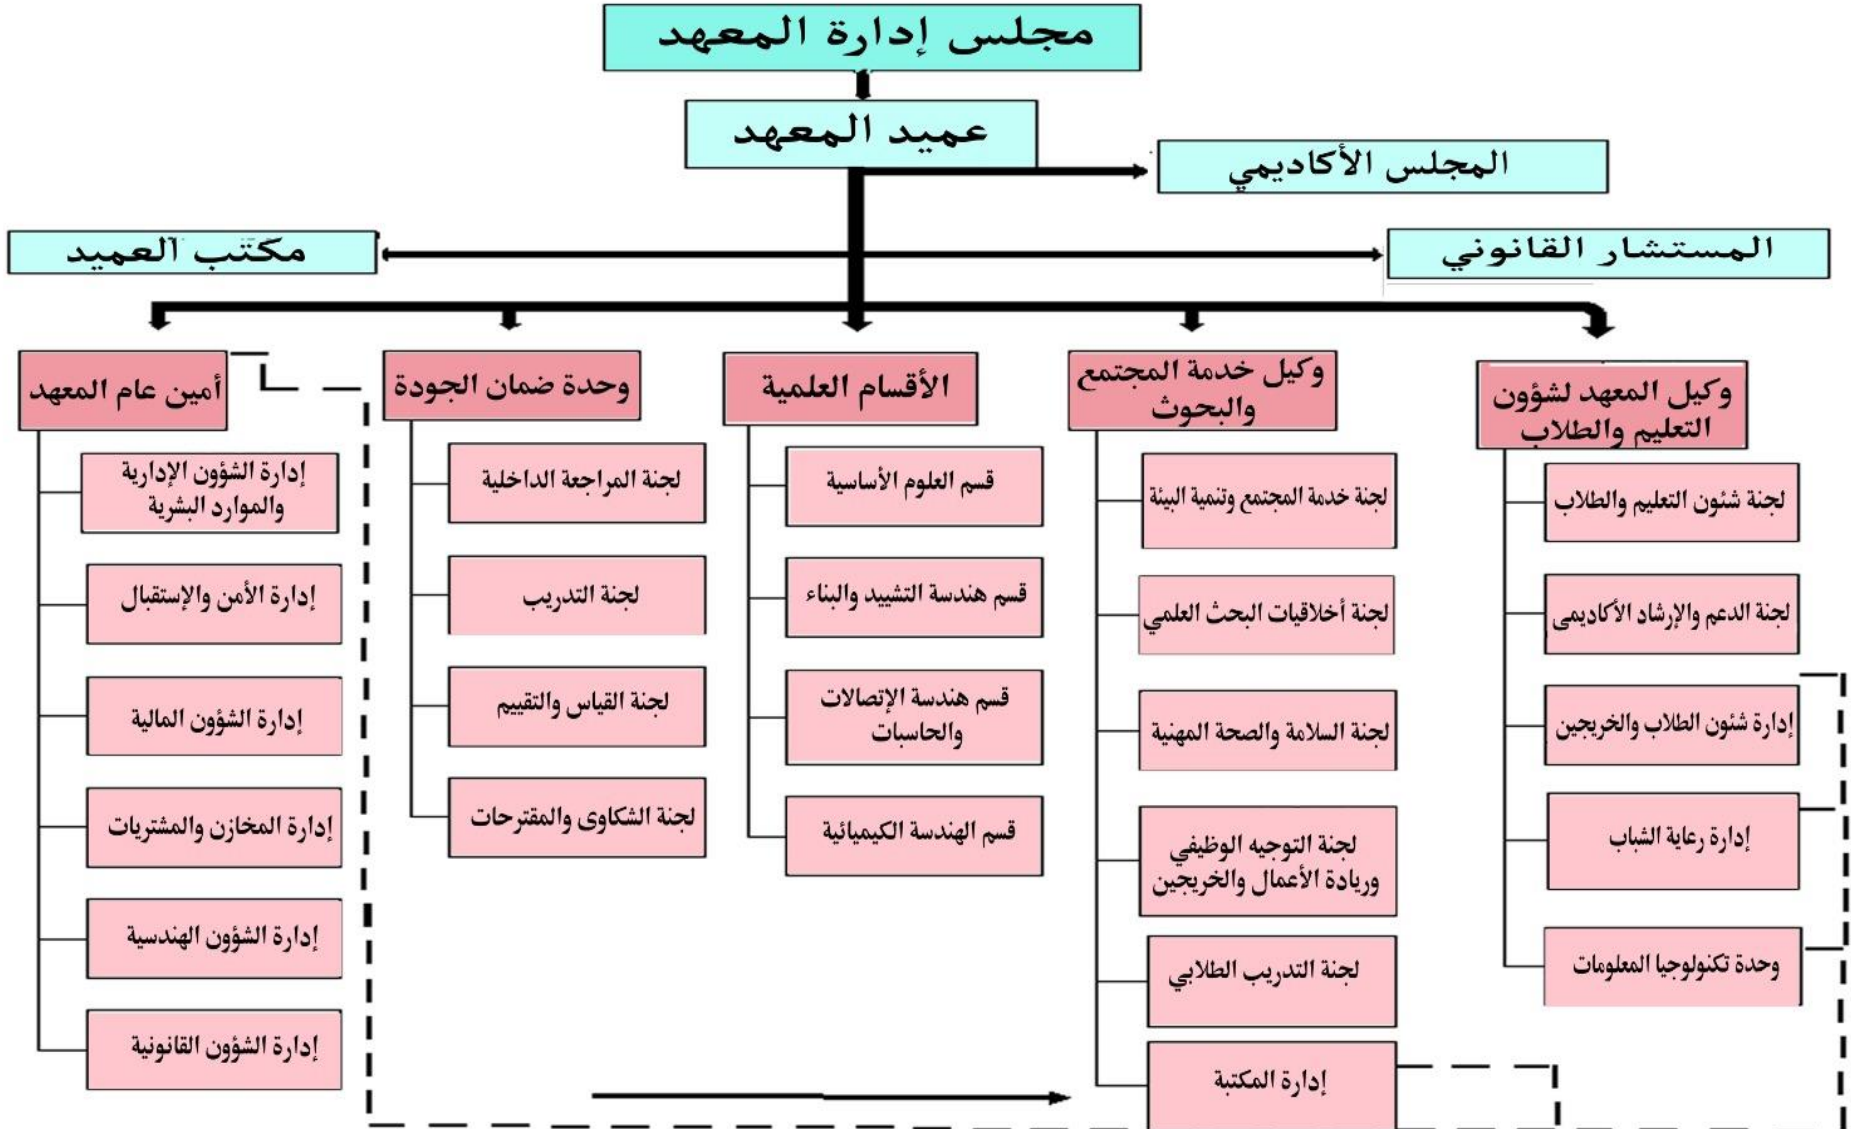 مجلس إدارة المعهد
عميد المعهد
المجلس الأكاديمي
المستشار القانوني
مكتب العميد
وكيل المعهد لشؤون
التعليم والطلاب
لجنة شئون التعليم والطلاب
لجنة الدعم والإرشاد الأكاديمى
إدارة شئون الطلاب والخريجين
إدارة رعاية الشباب
وحدة تكنولوجيا المعلومات
وكيل خدمة المجتمع
والبحوث
لجنة خدمة المجتمع وتنمية البيئة
لجنة أخلاقيات البحث العلمي
لجنة السلامة والصحة المهنية
لجنة التوجيه الوظيفي
وريادة الأعمال والخريجين
لجنة التدريب الطلابي
إدارة المكتبة
الأقسام العلمية
قسم العلوم الأساسية
قسم هندسة التشييد والبناء
قسم هندسة الإتصالات
والحاسبات
قسم الهندسة الكيميائية
وحدة ضمان الجودة
لجنة المراجعة الداخلية
لجنة التدريب
لجنة القياس والتقييم
لجنة الشكاوى والمقترحات
أمين عام المعهد
إدارة الشؤون الإدارية
والموارد البشرية
إدارة الأمن والإستقبال
إدارة الشؤون المالية
إدارة المخازن والمشتريات
إدارة الشؤون الهندسية
إدارة الشؤون القانونية